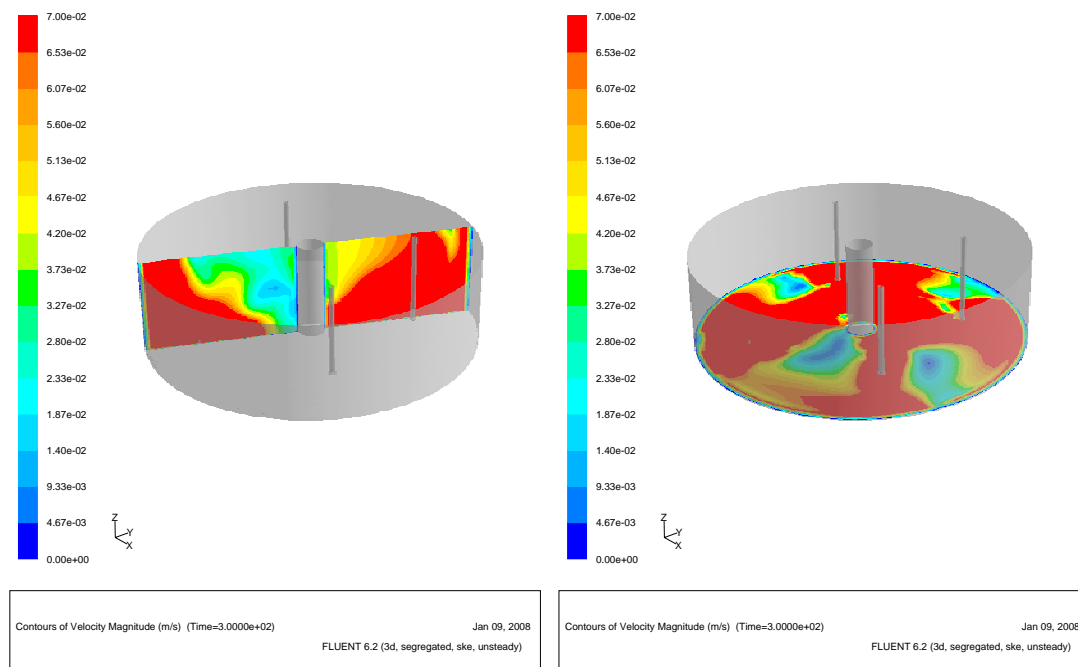 7.00e-02
6.53e-02
6.07e-02
5.60e-02
5.13e-02
4.67e-02
4.20e-02
3.73e-02
3.27e-02
2.80e-02
2.33e-02
1.87e-02
1.40e-02
9.33e-03
4.67e-03
0.00e+00
Z
Y
X
Contours of Velocity Magnitude (m/s) (Time=3.0000e+02)
Jan 09, 2008
FLUENT 6.2 (3d, segregated, ske, unsteady)
7.00e-02
6.53e-02
6.07e-02
5.60e-02
5.13e-02
4.67e-02
4.20e-02
3.73e-02
3.27e-02
2.80e-02
2.33e-02
1.87e-02
1.40e-02
9.33e-03
4.67e-03
0.00e+00
Z
Y
X
Contours of Velocity Magnitude (m/s) (Time=3.0000e+02)
Jan 09, 2008
FLUENT 6.2 (3d, segregated, ske, unsteady)